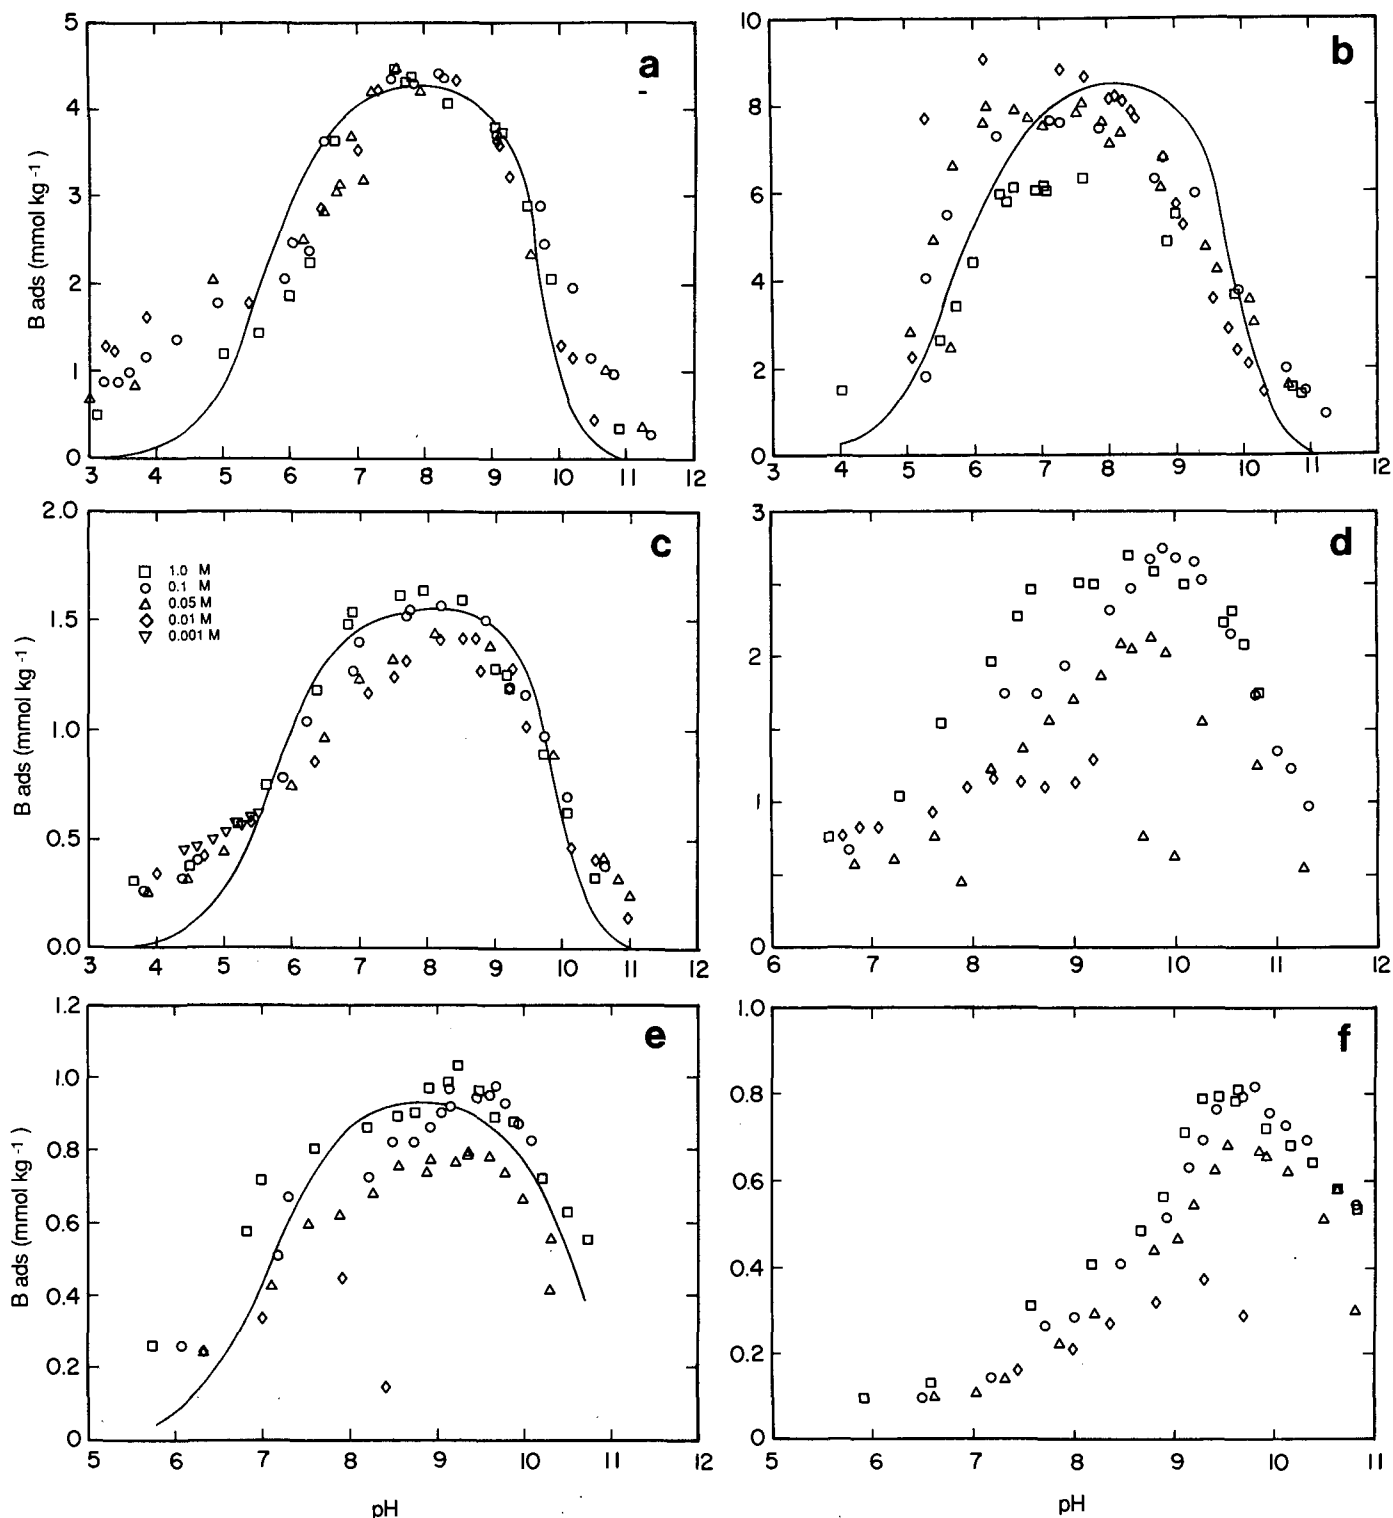 a
5
4
3
2
1
0
B ads (mmol kg -1)
3 4 5 6 7 8 9 10 11 12
b
10
8
6
4
2
0
3 4 5 6 7 8 9 10 11 12
c
2.0
1.5
1.0
0.5
0.0
B ads (mmol kg -1)
1.0 M
0.1 M
0.05 M
0.01 M
0.001 M
3 4 5 6 7 8 9 10 11 12
d
3
2
1
0
6 7 8 9 10 11 12
e
1.2
1.0
0.8
0.6
0.4
0.2
0
B ads (mmol kg -1)
5 6 7 8 9 10 11 12
pH
f
1.0
0.8
0.6
0.4
0.2
0
5 6 7 8 9 10 11
pH